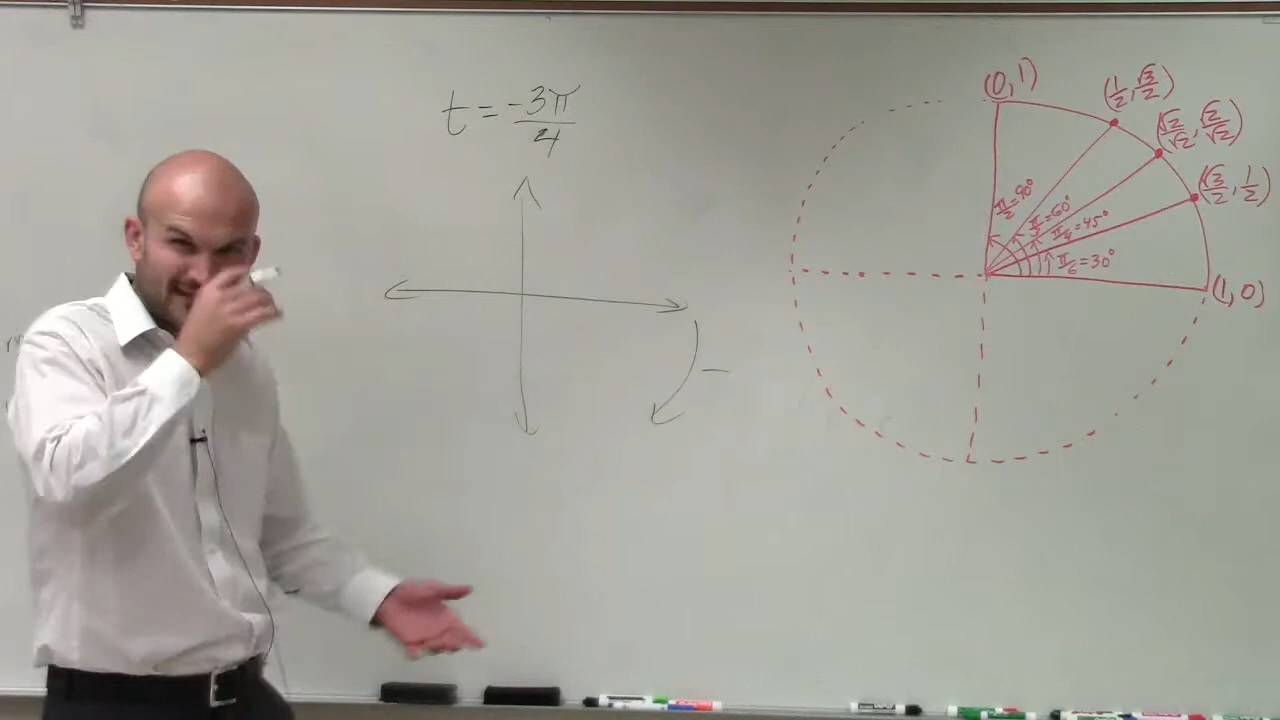 t = -3π/4
−
(0, 1)
(1/2, √3/2)
(√2/√2, √2/√2)
(√3/2, 1/2)
(1, 0)
π/2 = 90°
π/3 = 60°
π/4 = 45°
π/6 = 30°